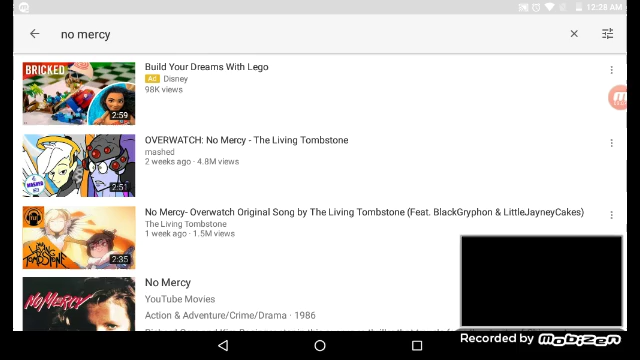 12:28 AM
no mercy
BRICKED
2:59
Build Your Dreams With Lego
Ad Disney
98K views
2:51
OVERWATCH: No Mercy - The Living Tombstone
mashed
2 weeks ago · 4.8M views
THE LIVING TOMBSTONE
2:35
No Mercy- Overwatch Original Song by The Living Tombstone (Feat. BlackGryphon & LittleJayneyCakes)
The Living Tombstone
1 week ago · 1.5M views
NO MERCY
No Mercy
YouTube Movies
Action & Adventure/Crime/Drama · 1986
Recorded by Mobizen